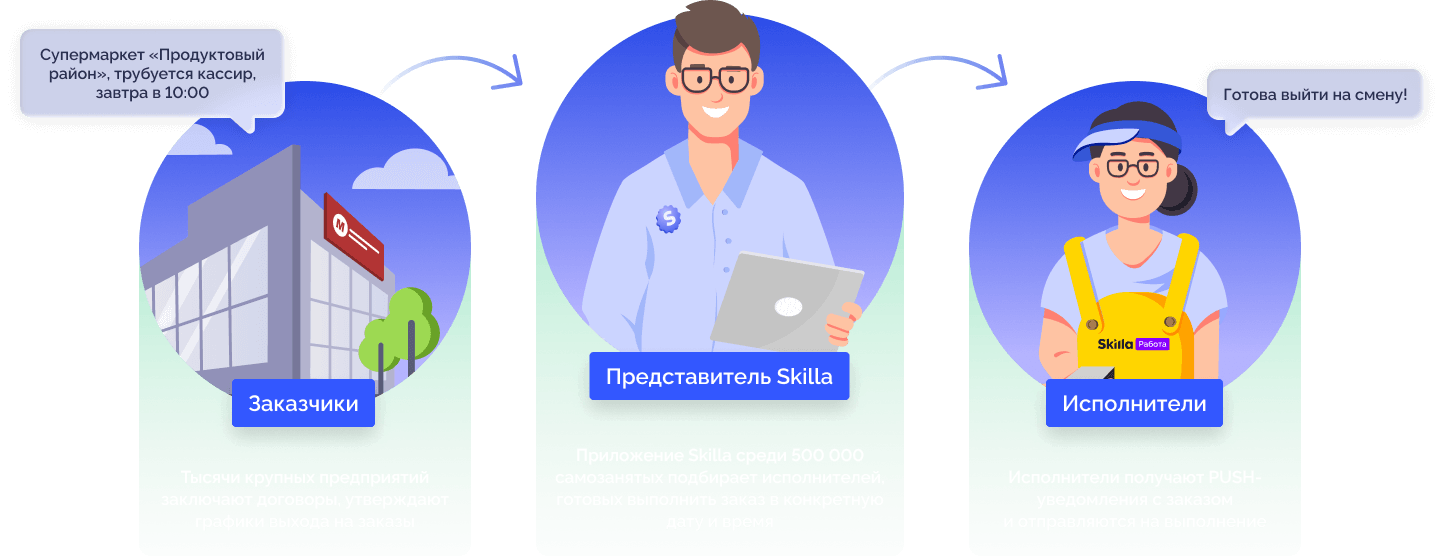 Супермаркет «Продуктовый
район», трубуется кассир,
завтра в 10:00
Готова выйти на смену!
M
S
Skilla Работа
Заказчики
Представитель Skilla
Исполнители
Тысячи крупных предприятий
заключают договоры, утверждают
графики выхода на заказы
Приложение Skilla среди 500 000
самозанятых подбирает исполнителей,
готовых выполнить заказ в конкретную
дату и время
Исполнители получают PUSH-
уведомления с заказом
и отправляются на выполнение